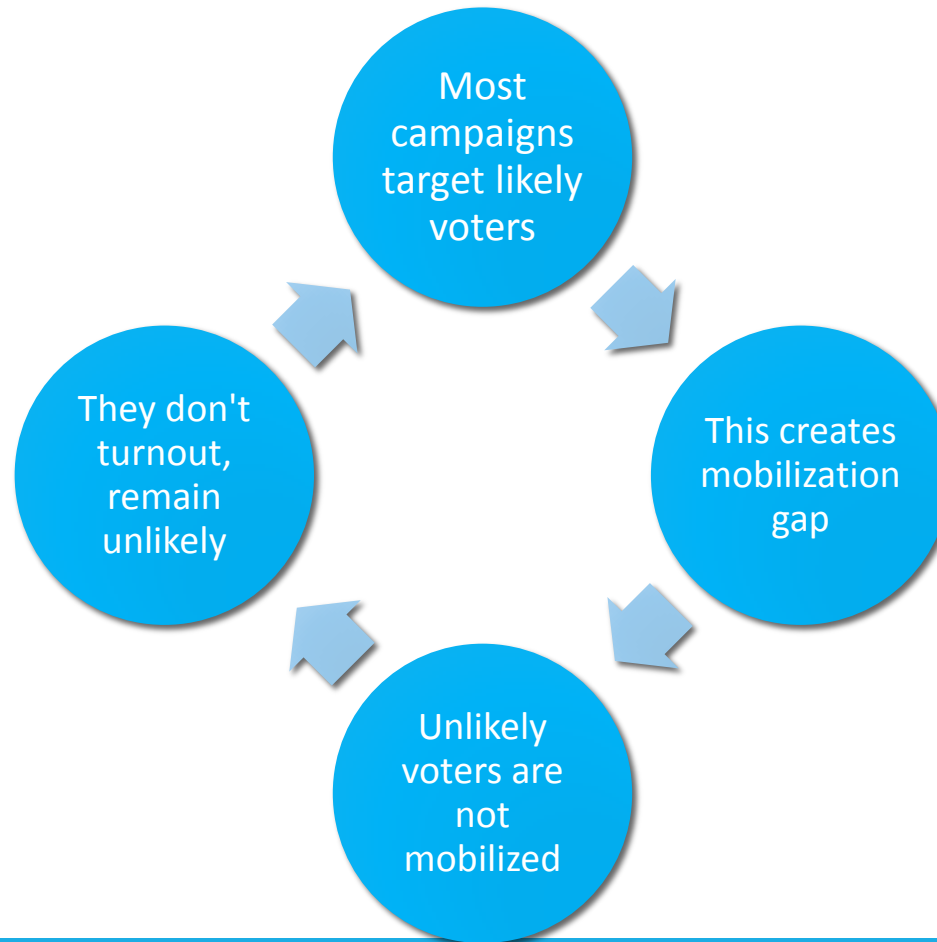 Most
campaigns
target likely
voters
This creates
mobilization
gap
Unlikely
voters are
not
mobilized
They don't
turnout,
remain
unlikely